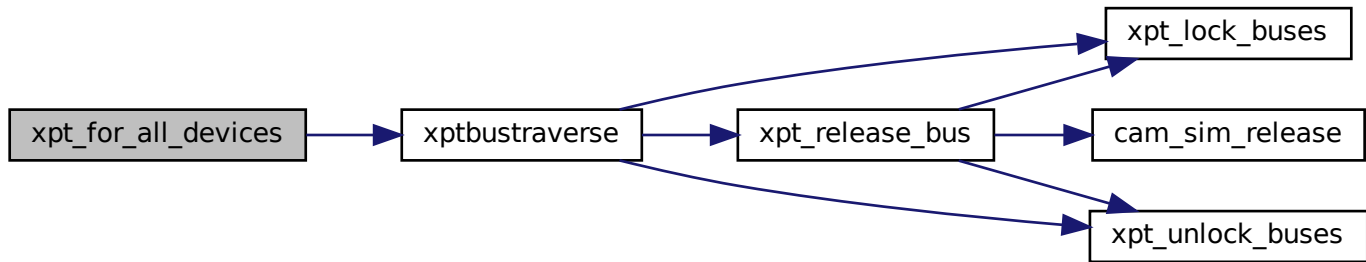 xpt_for_all_devices
xptbustraverse
xpt_release_bus
xpt_lock_buses
cam_sim_release
xpt_unlock_buses